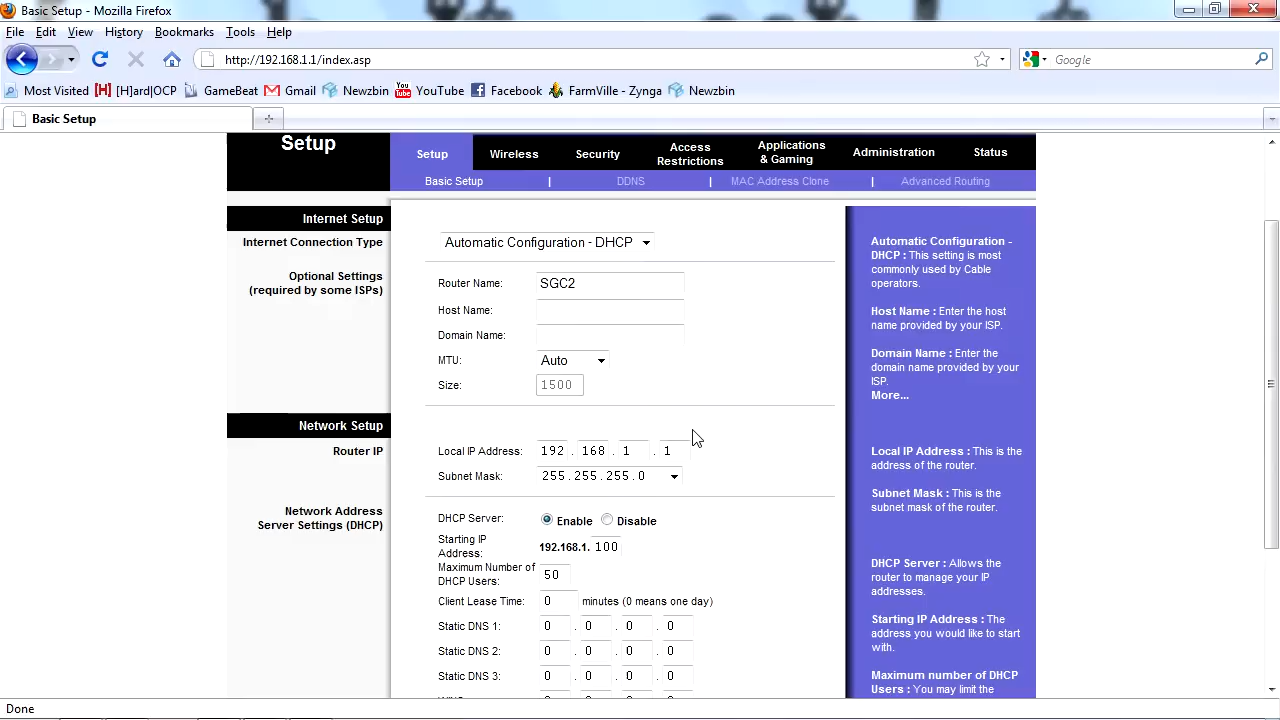 Basic Setup - Mozilla Firefox
File Edit View History Bookmarks Tools Help
http://192.168.1.1/index.asp
Google
Most Visited [H]ard|OCP GameBeat Gmail Newzbin YouTube Facebook FarmVille - Zynga Newzbin
Basic Setup
Setup
Setup Wireless Security Access Restrictions Applications & Gaming Administration Status
Basic Setup | DDNS | MAC Address Clone | Advanced Routing
Internet Setup
Internet Connection Type
Automatic Configuration - DHCP
Optional Settings
(required by some ISPs)
Router Name: SGC2
Host Name:
Domain Name:
MTU: Auto
Size: 1500
Network Setup
Router IP
Local IP Address: 192 . 168 . 1 . 1
Subnet Mask: 255.255.255.0
Network Address
Server Settings (DHCP)
DHCP Server: Enable Disable
Starting IP
Address: 192.168.1. 100
Maximum Number of
DHCP Users: 50
Client Lease Time: 0 minutes (0 means one day)
Static DNS 1: 0 . 0 . 0 . 0
Static DNS 2: 0 . 0 . 0 . 0
Static DNS 3: 0 . 0 . 0 . 0
Automatic Configuration -
DHCP : This setting is most
commonly used by Cable
operators.
Host Name : Enter the host
name provided by your ISP.
Domain Name : Enter the
domain name provided by your
ISP.
More...
Local IP Address : This is the
address of the router.
Subnet Mask : This is the
subnet mask of the router.
DHCP Server : Allows the
router to manage your IP
addresses.
Starting IP Address : The
address you would like to start
with.
Maximum number of DHCP
Users : You may limit the
Done